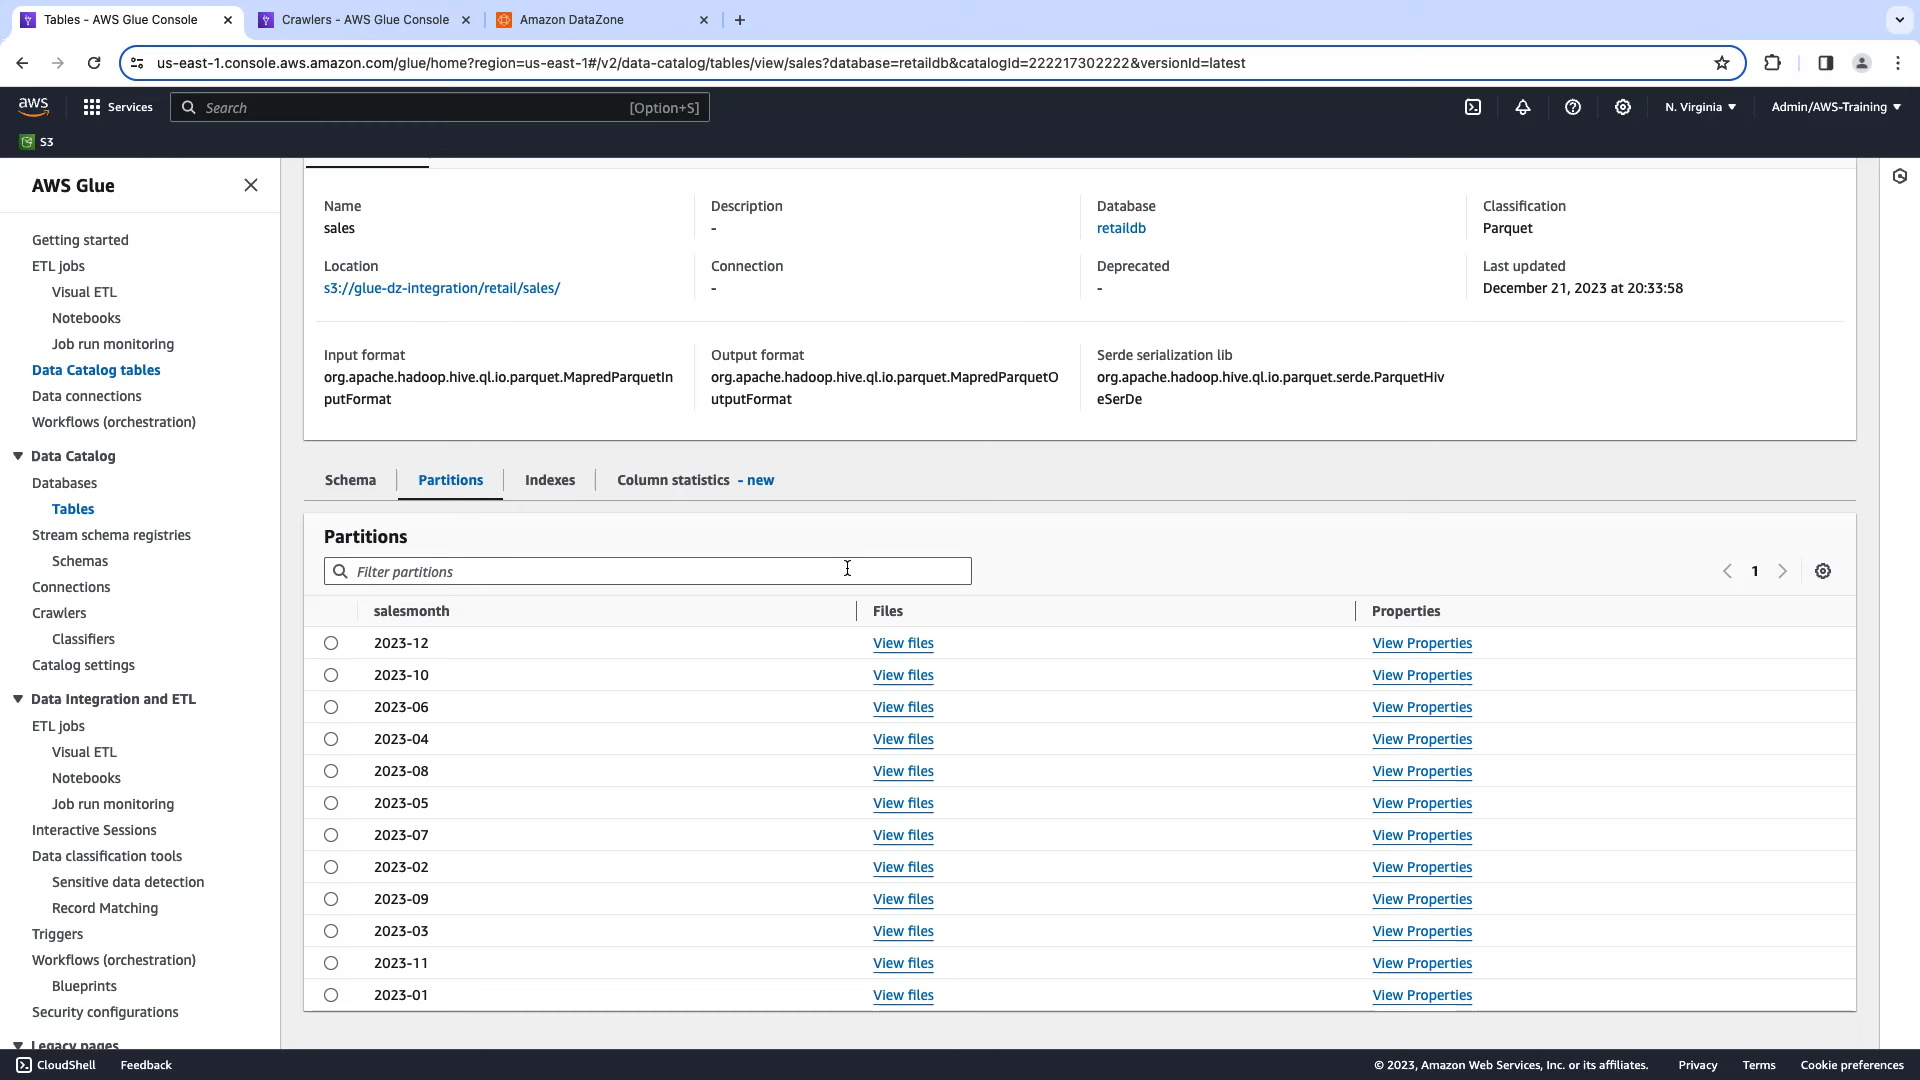 Tables - AWS Glue Console
Crawlers - AWS Glue Console
Amazon DataZone
us-east-1.console.aws.amazon.com/glue/home?region=us-east-1#/v2/data-catalog/tables/view/sales?database=retaildb&catalogId=222217302222&versionId=latest
aws
Services
Search
[Option+S]
N. Virginia
Admin/AWS-Training
S3
AWS Glue
Getting started
ETL jobs
Visual ETL
Notebooks
Job run monitoring
Data Catalog tables
Data connections
Workflows (orchestration)
Data Catalog
Databases
Tables
Stream schema registries
Schemas
Connections
Crawlers
Classifiers
Catalog settings
Data Integration and ETL
ETL jobs
Visual ETL
Notebooks
Job run monitoring
Interactive Sessions
Data classification tools
Sensitive data detection
Record Matching
Triggers
Workflows (orchestration)
Blueprints
Security configurations
Legacy pages
Name
sales
Description
-
Database
retaildb
Classification
Parquet
Location
s3://glue-dz-integration/retail/sales/
Connection
-
Deprecated
-
Last updated
December 21, 2023 at 20:33:58
Input format
org.apache.hadoop.hive.ql.io.parquet.MapredParquetIn
putFormat
Output format
org.apache.hadoop.hive.ql.io.parquet.MapredParquetO
utputFormat
Serde serialization lib
org.apache.hadoop.hive.ql.io.parquet.serde.ParquetHiv
eSerDe
Schema
Partitions
Indexes
Column statistics - new
Partitions
Filter partitions
1
salesmonth Files Properties
2023-12 View files View Properties
2023-10 View files View Properties
2023-06 View files View Properties
2023-04 View files View Properties
2023-08 View files View Properties
2023-05 View files View Properties
2023-07 View files View Properties
2023-02 View files View Properties
2023-09 View files View Properties
2023-03 View files View Properties
2023-11 View files View Properties
2023-01 View files View Properties
CloudShell
Feedback
© 2023, Amazon Web Services, Inc. or its affiliates.
Privacy
Terms
Cookie preferences